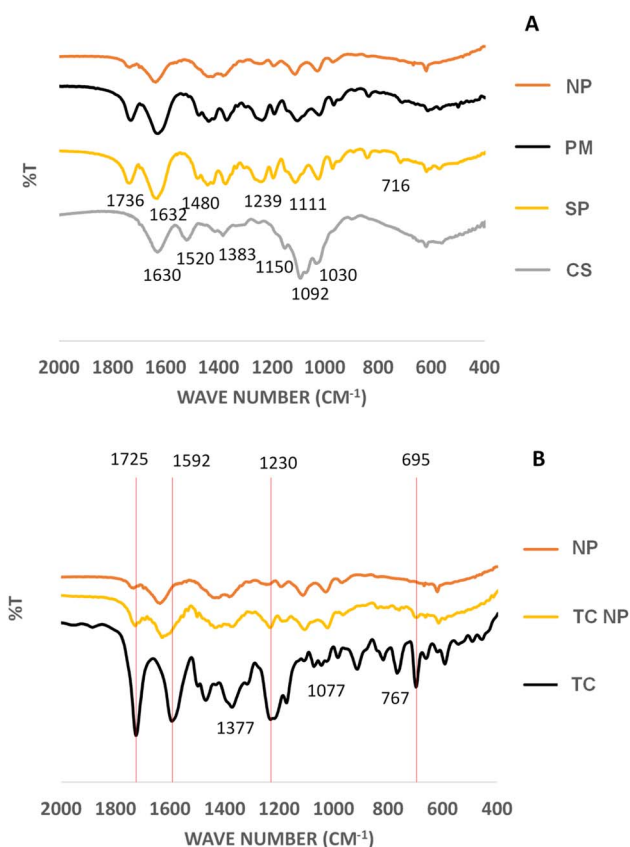 A
NP
PM
SP
CS
%T
1736
1632
1480
1239
1111
716
1630
1520
1383
1150
1092
1030
2000 1800 1600 1400 1200 1000 800 600 400
WAVE NUMBER (CM-1)
B
1725 1592 1230 695
NP
TC NP
TC
%T
1377
1077
767
2000 1800 1600 1400 1200 1000 800 600 400
WAVE NUMBER (CM-1)